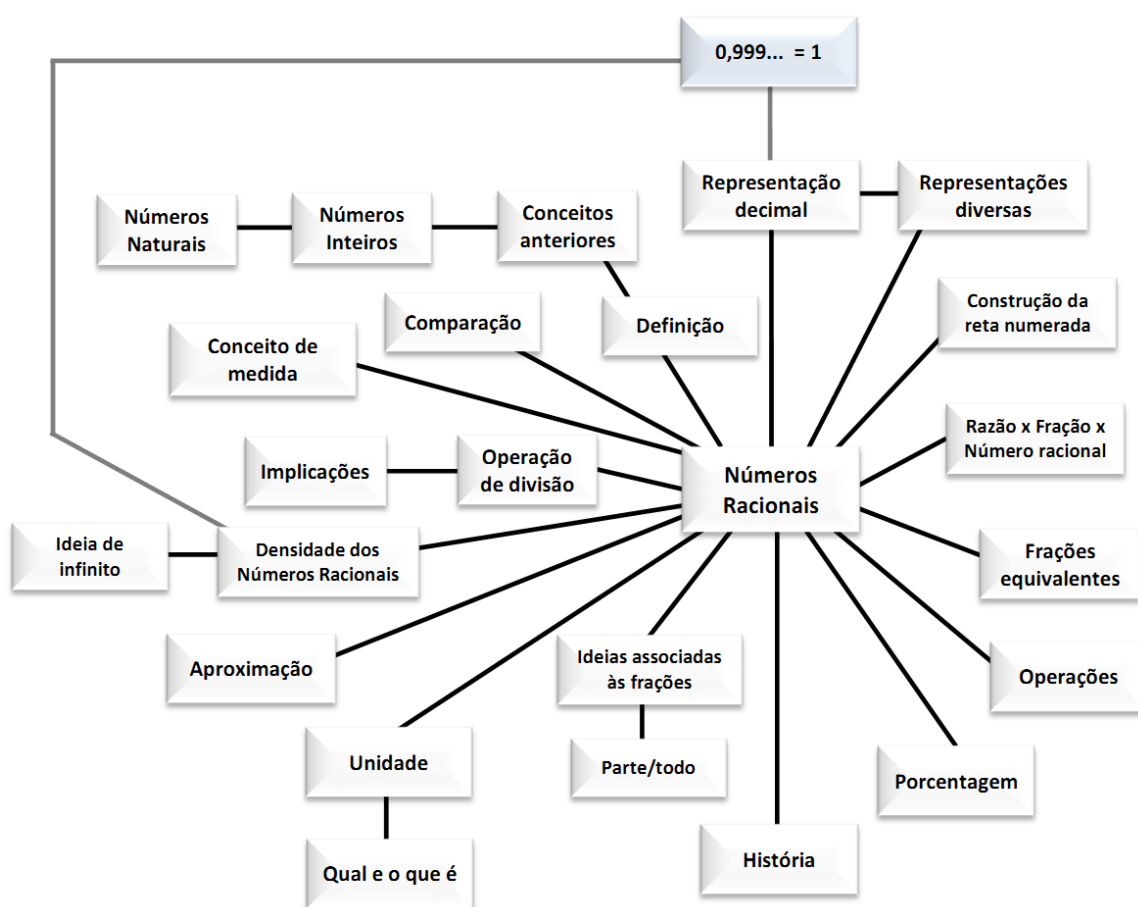 0,999... = 1
Representação
decimal
Representações
diversas
Números
Naturais
Números
Inteiros
Conceitos
anteriores
Construção da
reta numerada
Comparação
Definição
Conceito de
medida
Razão x Fração x
Número racional
Implicações
Operação
de divisão
Números
Racionais
Ideia de
infinito
Densidade dos
Números Racionais
Frações
equivalentes
Aproximação
Ideias associadas
às frações
Operações
Unidade
Parte/todo
Porcentagem
Qual e o que é
História